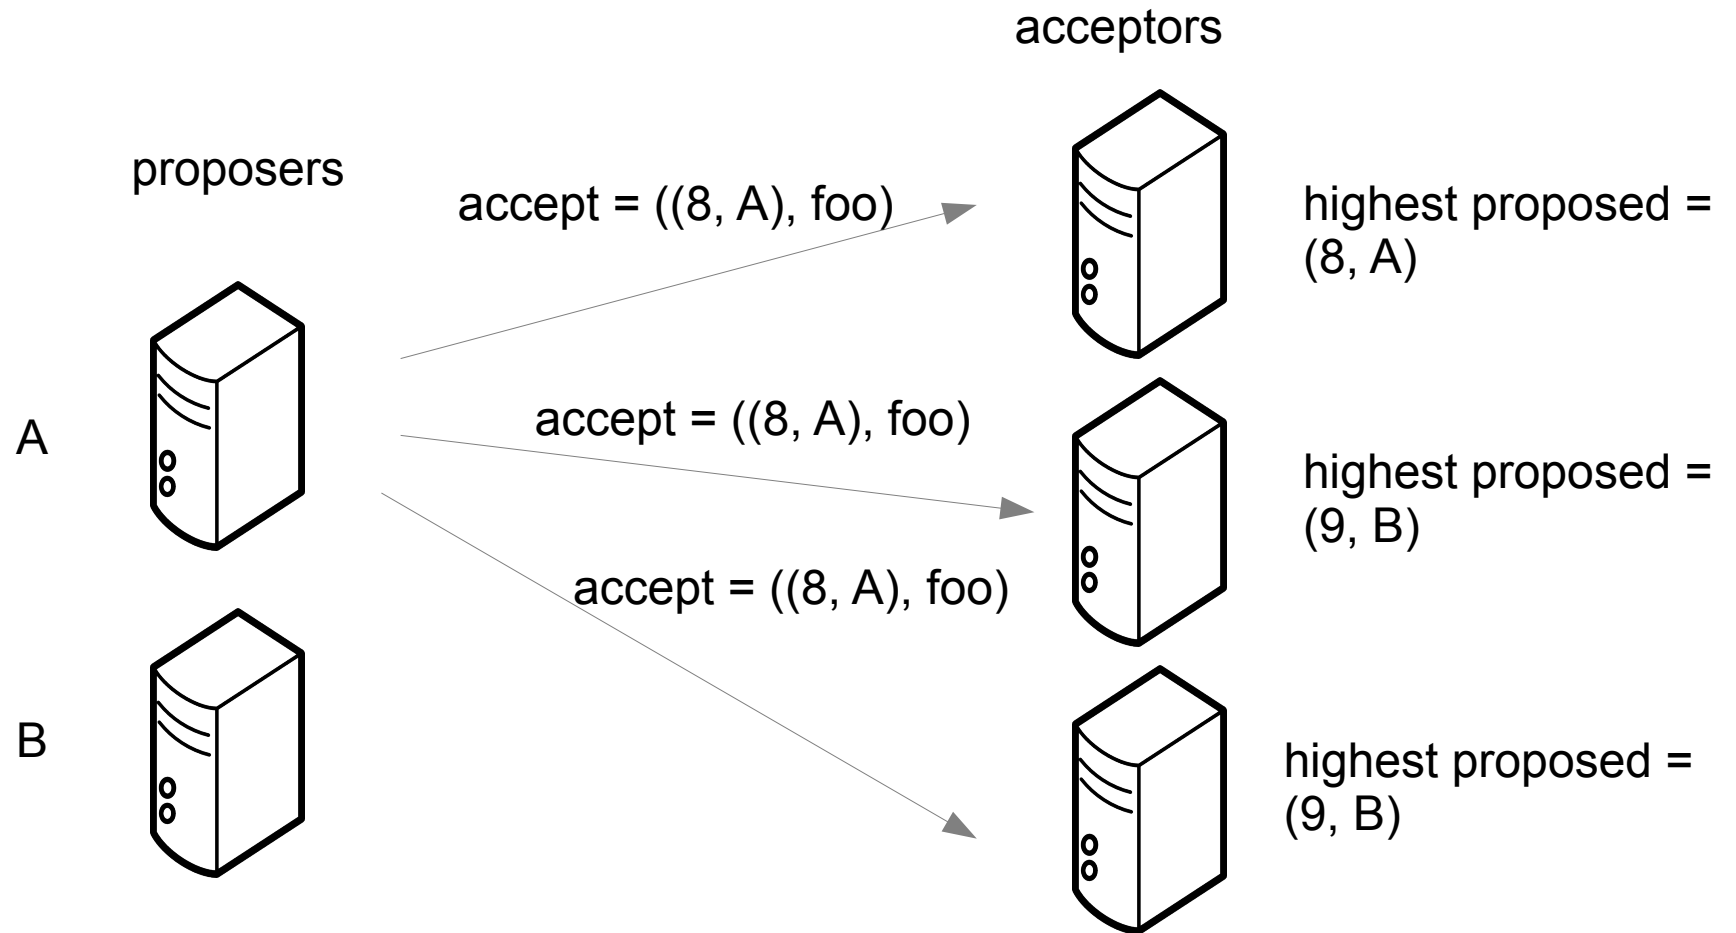 acceptors
proposers
accept = ((8, A), foo)
highest proposed =
(8, A)
A
accept = ((8, A), foo)
highest proposed =
(9, B)
accept = ((8, A), foo)
B
highest proposed =
(9, B)